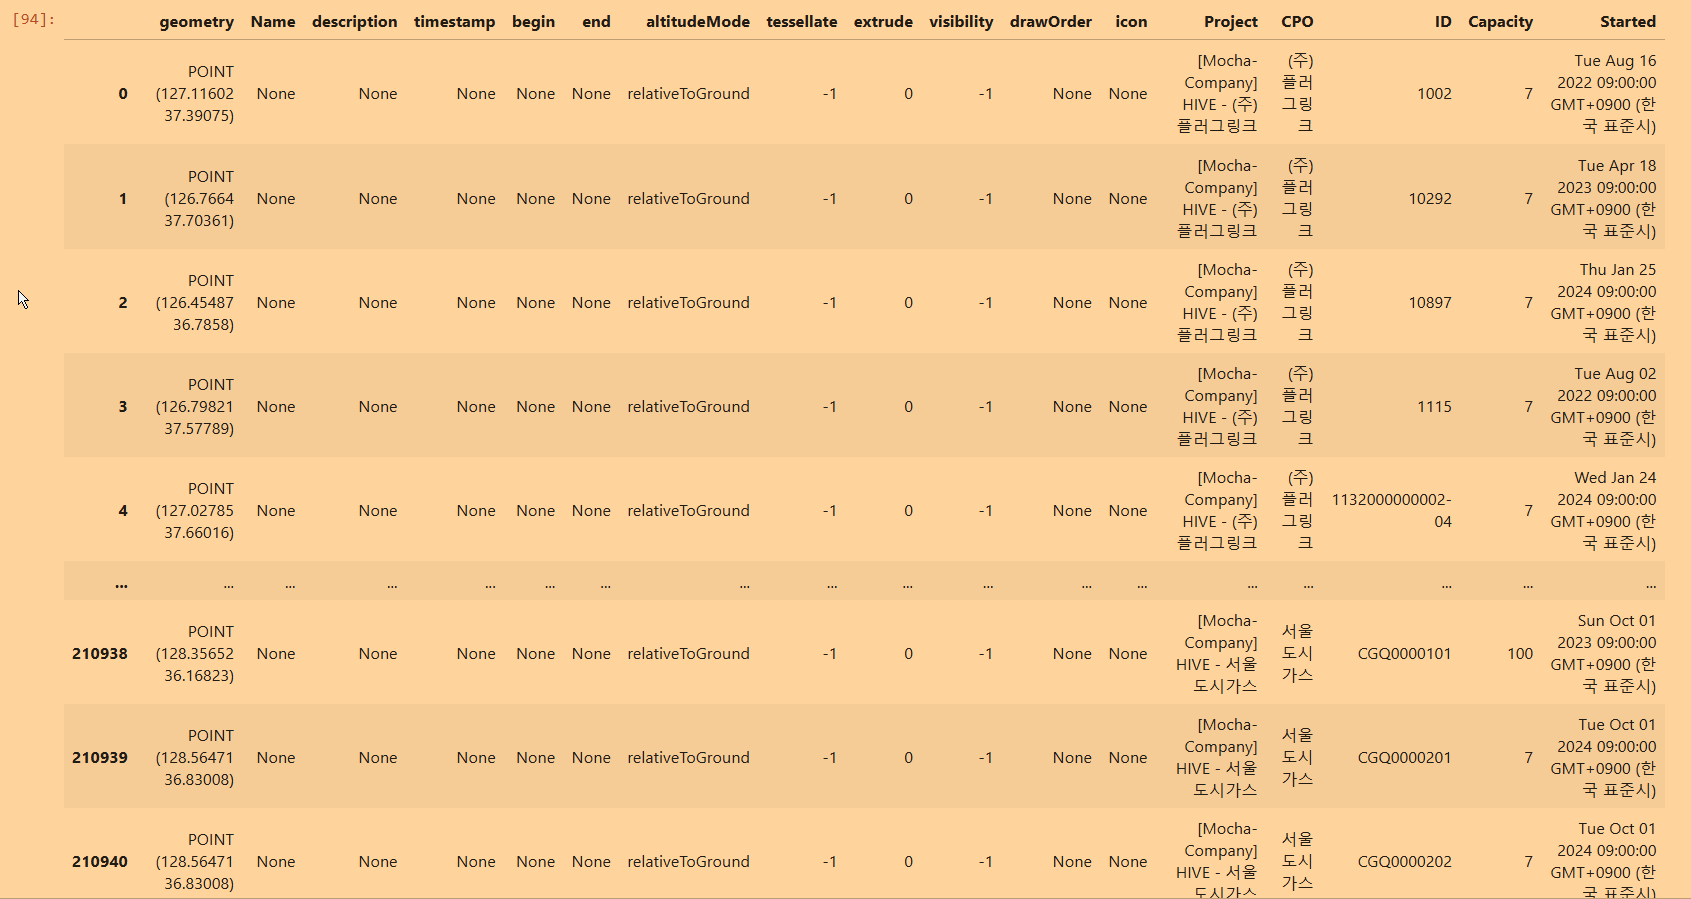 [94]:
geometry Name description timestamp begin end altitudeMode tessellate extrude visibility drawOrder icon Project CPO ID Capacity Started
0 POINT (127.11602 37.39075) None None None None None relativeToGround -1 0 -1 None None [Mocha-Company] HIVE - (주)플러그링크 (주)플러그링크 1002 7 Tue Aug 16 2022 09:00:00 GMT+0900 (한국 표준시)
1 POINT (126.7664 37.70361) None None None None None relativeToGround -1 0 -1 None None [Mocha-Company] HIVE - (주)플러그링크 (주)플러그링크 10292 7 Tue Apr 18 2023 09:00:00 GMT+0900 (한국 표준시)
2 POINT (126.45487 36.7858) None None None None None relativeToGround -1 0 -1 None None [Mocha-Company] HIVE - (주)플러그링크 (주)플러그링크 10897 7 Thu Jan 25 2024 09:00:00 GMT+0900 (한국 표준시)
3 POINT (126.79821 37.57789) None None None None None relativeToGround -1 0 -1 None None [Mocha-Company] HIVE - (주)플러그링크 (주)플러그링크 1115 7 Tue Aug 02 2022 09:00:00 GMT+0900 (한국 표준시)
4 POINT (127.02785 37.66016) None None None None None relativeToGround -1 0 -1 None None [Mocha-Company] HIVE - (주)플러그링크 (주)플러그링크 1132000000002-04 7 Wed Jan 24 2024 09:00:00 GMT+0900 (한국 표준시)
... ... ... ... ... ... ... ... ... ... ... ... ... ... ... ... ... ...
210938 POINT (128.35652 36.16823) None None None None None relativeToGround -1 0 -1 None None [Mocha-Company] HIVE - 서울도시가스 서울도시가스 CGQ0000101 100 Sun Oct 01 2023 09:00:00 GMT+0900 (한국 표준시)
210939 POINT (128.56471 36.83008) None None None None None relativeToGround -1 0 -1 None None [Mocha-Company] HIVE - 서울도시가스 서울도시가스 CGQ0000201 7 Tue Oct 01 2024 09:00:00 GMT+0900 (한국 표준시)
210940 POINT (128.56471 36.83008) None None None None None relativeToGround -1 0 -1 None None [Mocha-Company] HIVE - 서울도시가스 서울도시가스 CGQ0000202 7 Tue Oct 01 2024 09:00:00 GMT+0900 (한국 표준시)